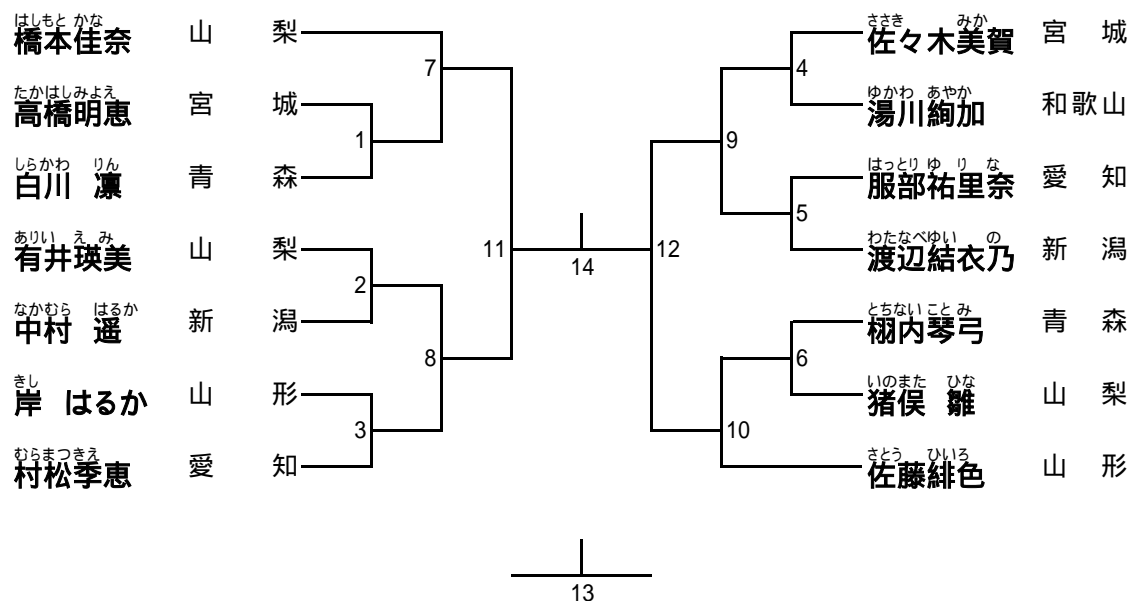 はしもと かな
橋本佳奈 山 梨
たかはしみよえ
高橋明恵 宮 城
しらかわ りん
白川 凛 青 森
ありい え み
有井瑛美 山 梨
なかむら はるか
中村 遥 新 潟
きし
岸 はるか 山 形
むらまつきえ
村松季恵 愛 知
7
1
2
8
3
11
14
12
4
9
5
6
10
13
ささき みか
佐々木美賀 宮 城
ゆかわ あやか
湯川絢加 和歌山
はっとり ゆ り な
服部祐里奈 愛 知
わたなべゆい の
渡辺結衣乃 新 潟
とちない こと み
栩内琴弓 青 森
いのまた ひな
猪俣 雛 山 梨
さとう ひいろ
佐藤緋色 山 形